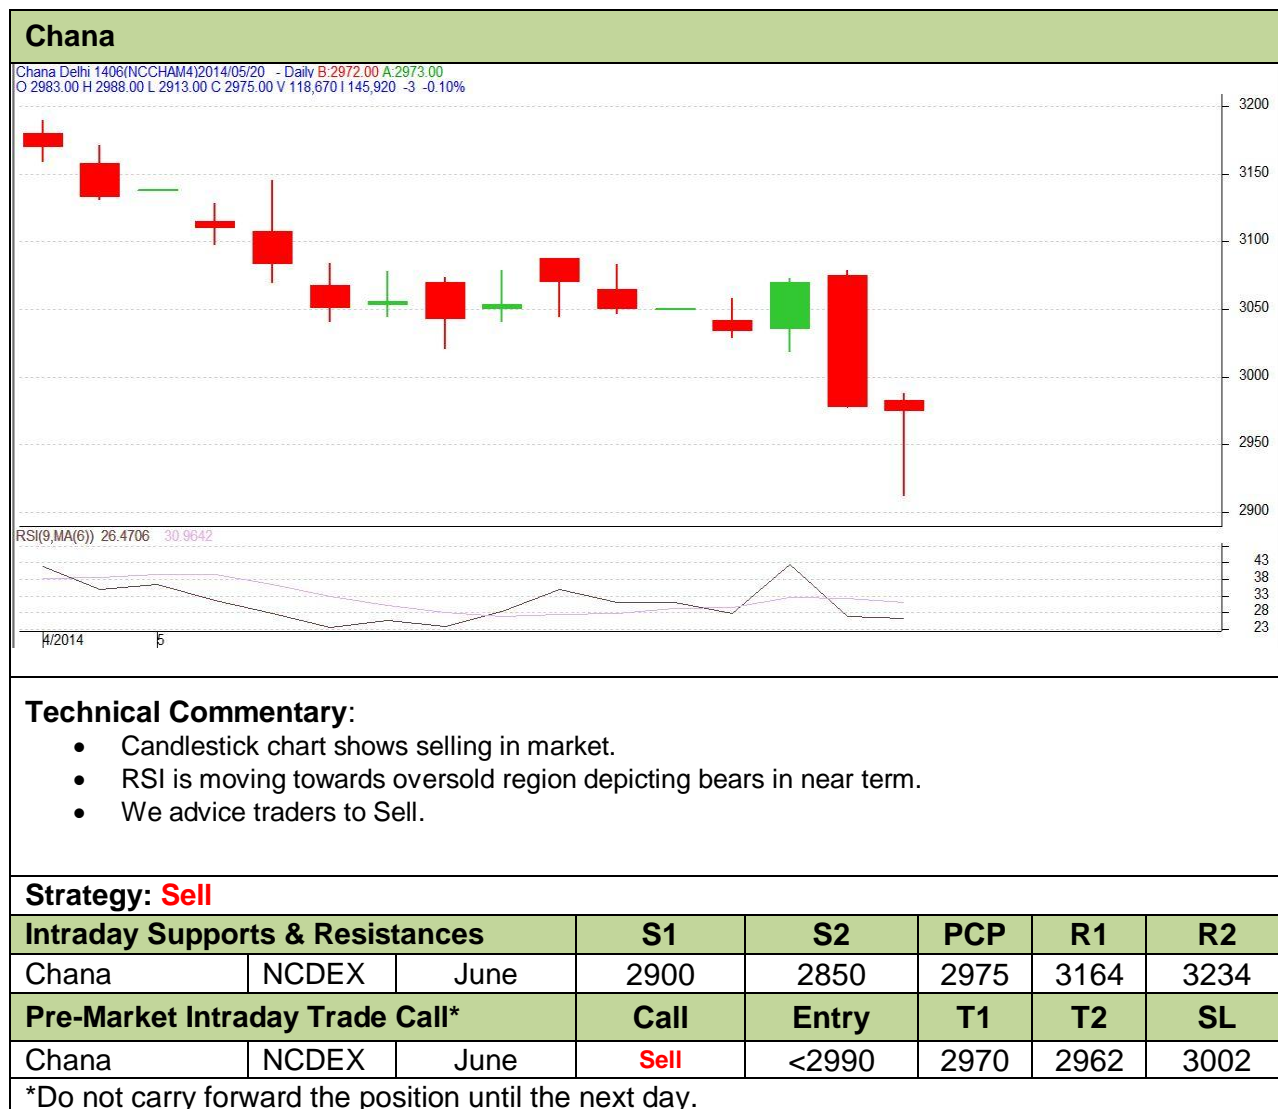 Chana
Chana Delhi 1406(NCCHAM4)2014/05/20 - Daily B:2972.00 A:2973.00
O 2983.00 H 2988.00 L 2913.00 C 2975.00 V 118,670 I 145,920 -3 -0.10%
3200
3150
3100
3050
3000
2950
2900
RSI(9,MA(6)) 26.4706 30.9642
43
38
33
28
23
4/2014 5
Technical Commentary:
• Candlestick chart shows selling in market.
• RSI is moving towards oversold region depicting bears in near term.
• We advice traders to Sell.
Strategy: Sell
Intraday Supports & Resistances S1 S2 PCP R1 R2
Chana NCDEX June 2900 2850 2975 3164 3234
Pre-Market Intraday Trade Call* Call Entry T1 T2 SL
Chana NCDEX June Sell <2990 2970 2962 3002
*Do not carry forward the position until the next day.